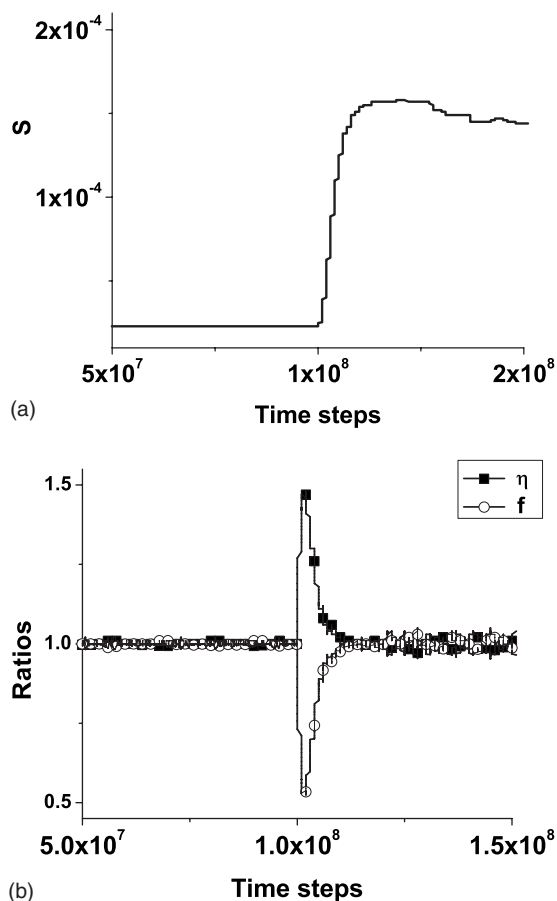 2x10⁻⁴
S
1x10⁻⁴
5x10⁷
1x10⁸
2x10⁸
Time steps
(a)
1.5
η
f
Ratios
1.0
0.5
5.0x10⁷
1.0x10⁸
1.5x10⁸
Time steps
(b)